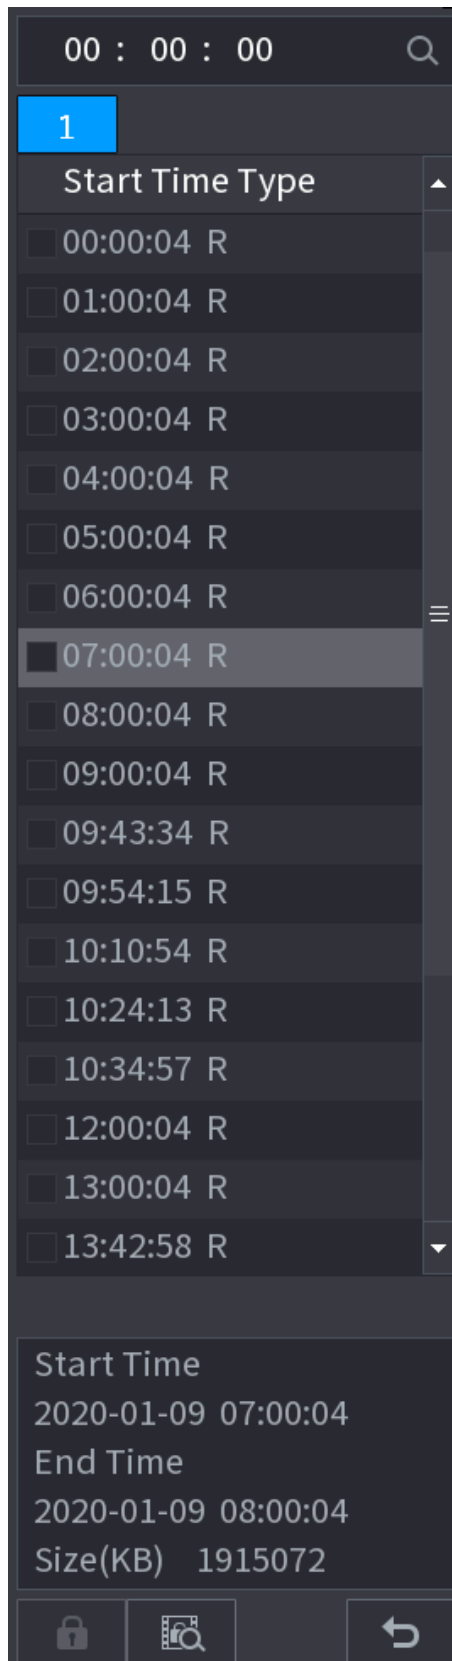 00 : 00 : 00
1
Start Time Type
00:00:04 R
01:00:04 R
02:00:04 R
03:00:04 R
04:00:04 R
05:00:04 R
06:00:04 R
07:00:04 R
08:00:04 R
09:00:04 R
09:43:34 R
09:54:15 R
10:10:54 R
10:24:13 R
10:34:57 R
12:00:04 R
13:00:04 R
13:42:58 R
Start Time
2020-01-09 07:00:04
End Time
2020-01-09 08:00:04
Size(KB) 1915072